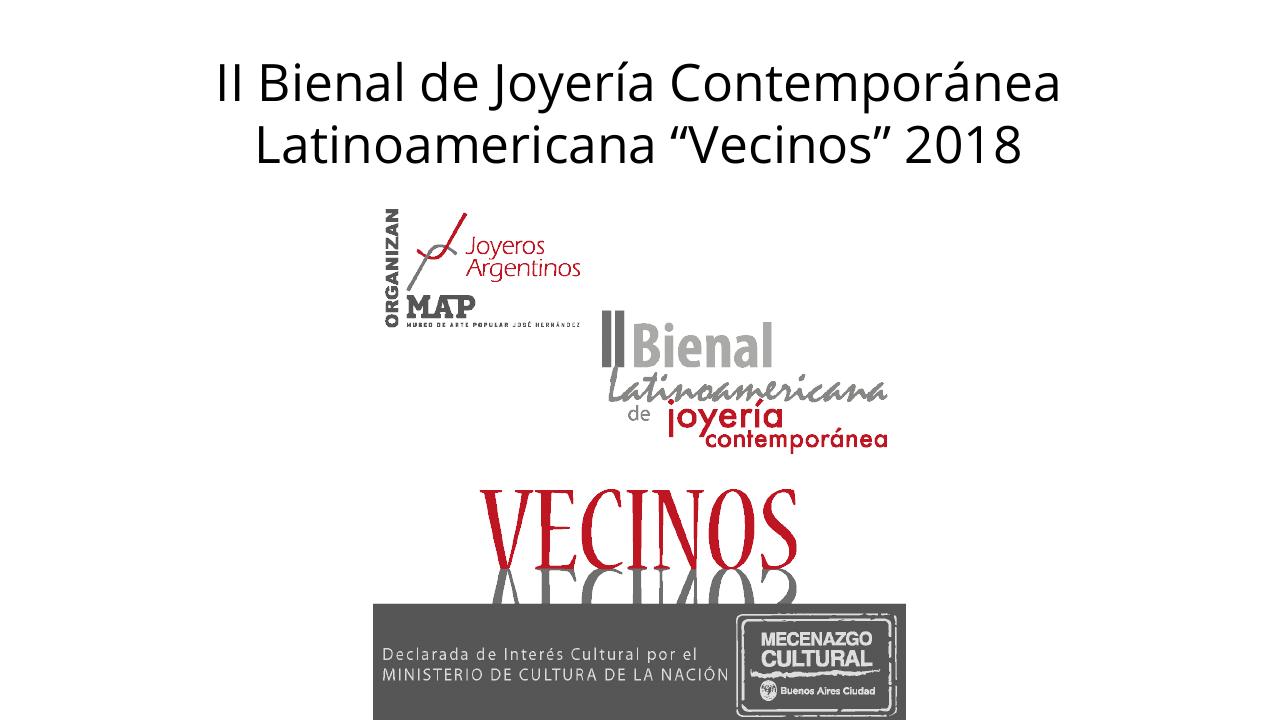 II Bienal de Joyería Contemporánea
Latinoamericana “Vecinos” 2018
ORGANIZAN
Joyeros
Argentinos
MAP
MUSEO DE ARTE POPULAR JOSÉ HERNÁNDEZ
II Bienal
Latinoamericana
de joyería
contemporánea
VECINOS
Declarada de Interés Cultural por el
MINISTERIO DE CULTURA DE LA NACIÓN
MECENAZGO
CULTURAL
Buenos Aires Ciudad